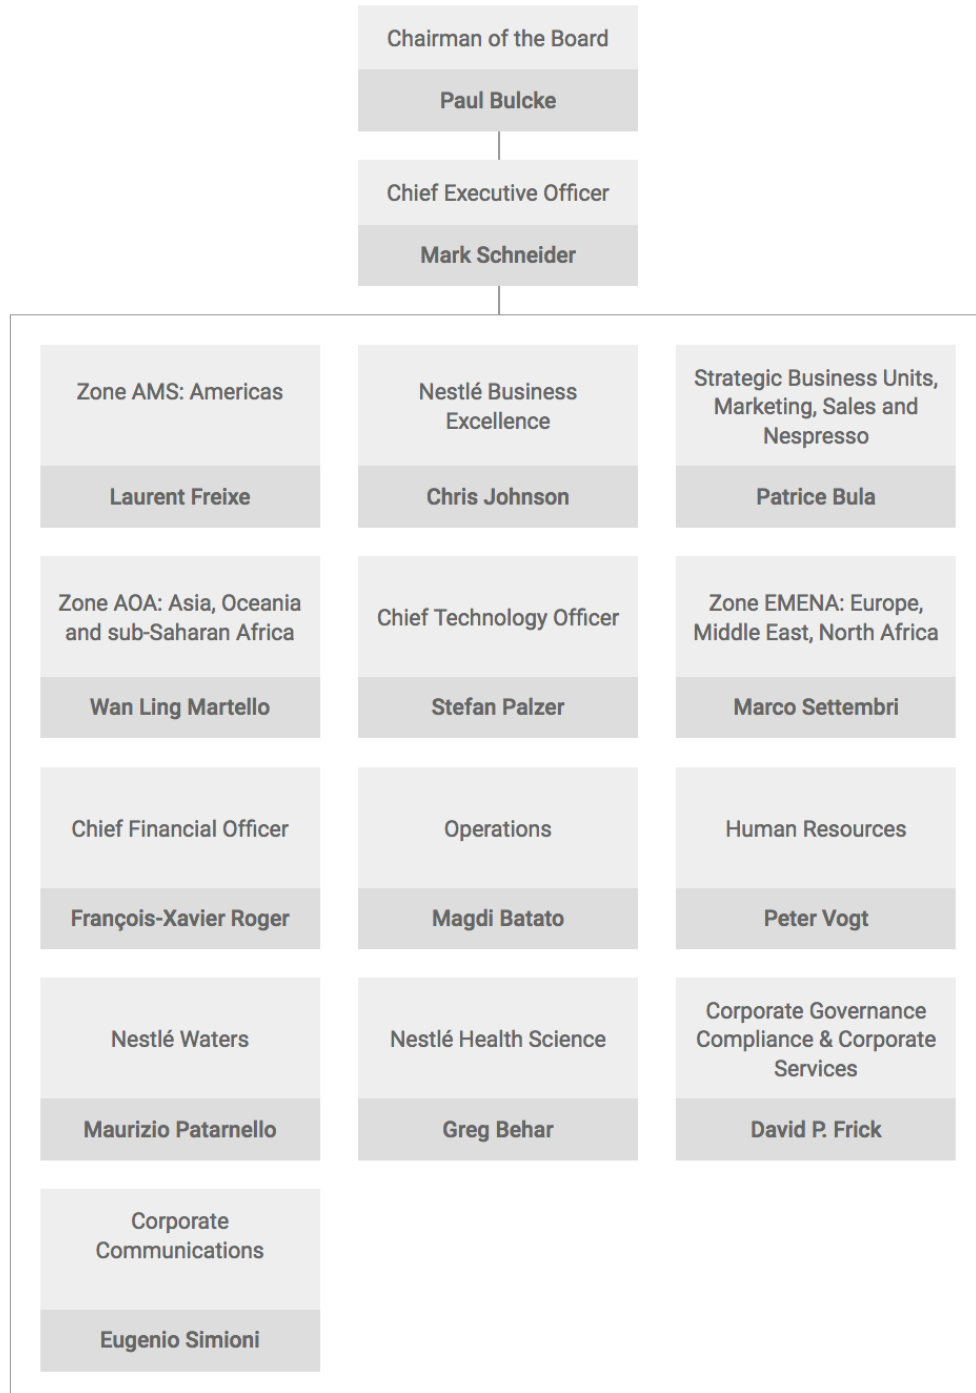 Chairman of the Board
Paul Bulcke
Chief Executive Officer
Mark Schneider
Zone AMS: Americas
Laurent Freixe
Nestlé Business
Excellence
Chris Johnson
Strategic Business Units,
Marketing, Sales and
Nespresso
Patrice Bula
Zone AOA: Asia, Oceania
and sub-Saharan Africa
Wan Ling Martello
Chief Technology Officer
Stefan Palzer
Zone EMENA: Europe,
Middle East, North Africa
Marco Settembri
Chief Financial Officer
François-Xavier Roger
Operations
Magdi Batato
Human Resources
Peter Vogt
Nestlé Waters
Maurizio Patarnello
Nestlé Health Science
Greg Behar
Corporate Governance
Compliance & Corporate
Services
David P. Frick
Corporate
Communications
Eugenio Simioni